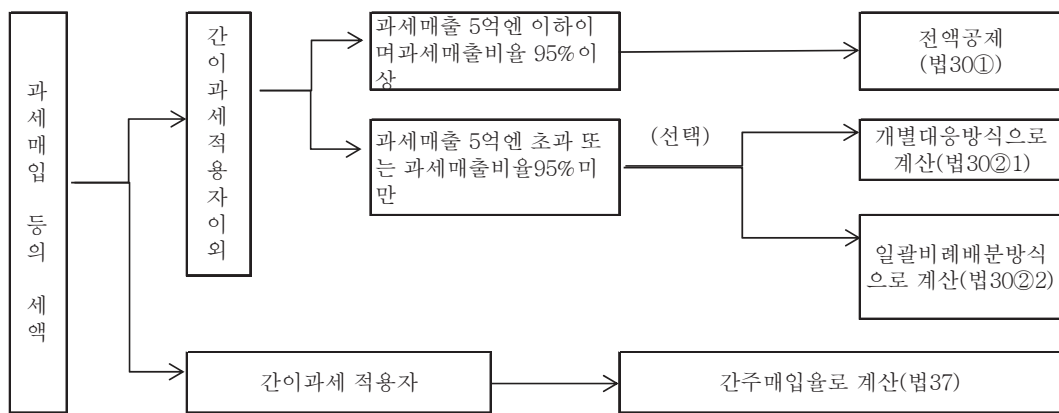 과세매입 등의 세액
간이과세적용자이외
과세매출 5억엔 이하이
며과세매출비율 95%이
상
전액공제
(법30①)
과세매출 5억엔 초과 또
는 과세매출비율95%미
만
(선택)
개별대응방식으로
계산(법30②1)
일괄비례배분방식
으로 계산(법30②2)
간이과세 적용자
간주매입율로 계산(법37)